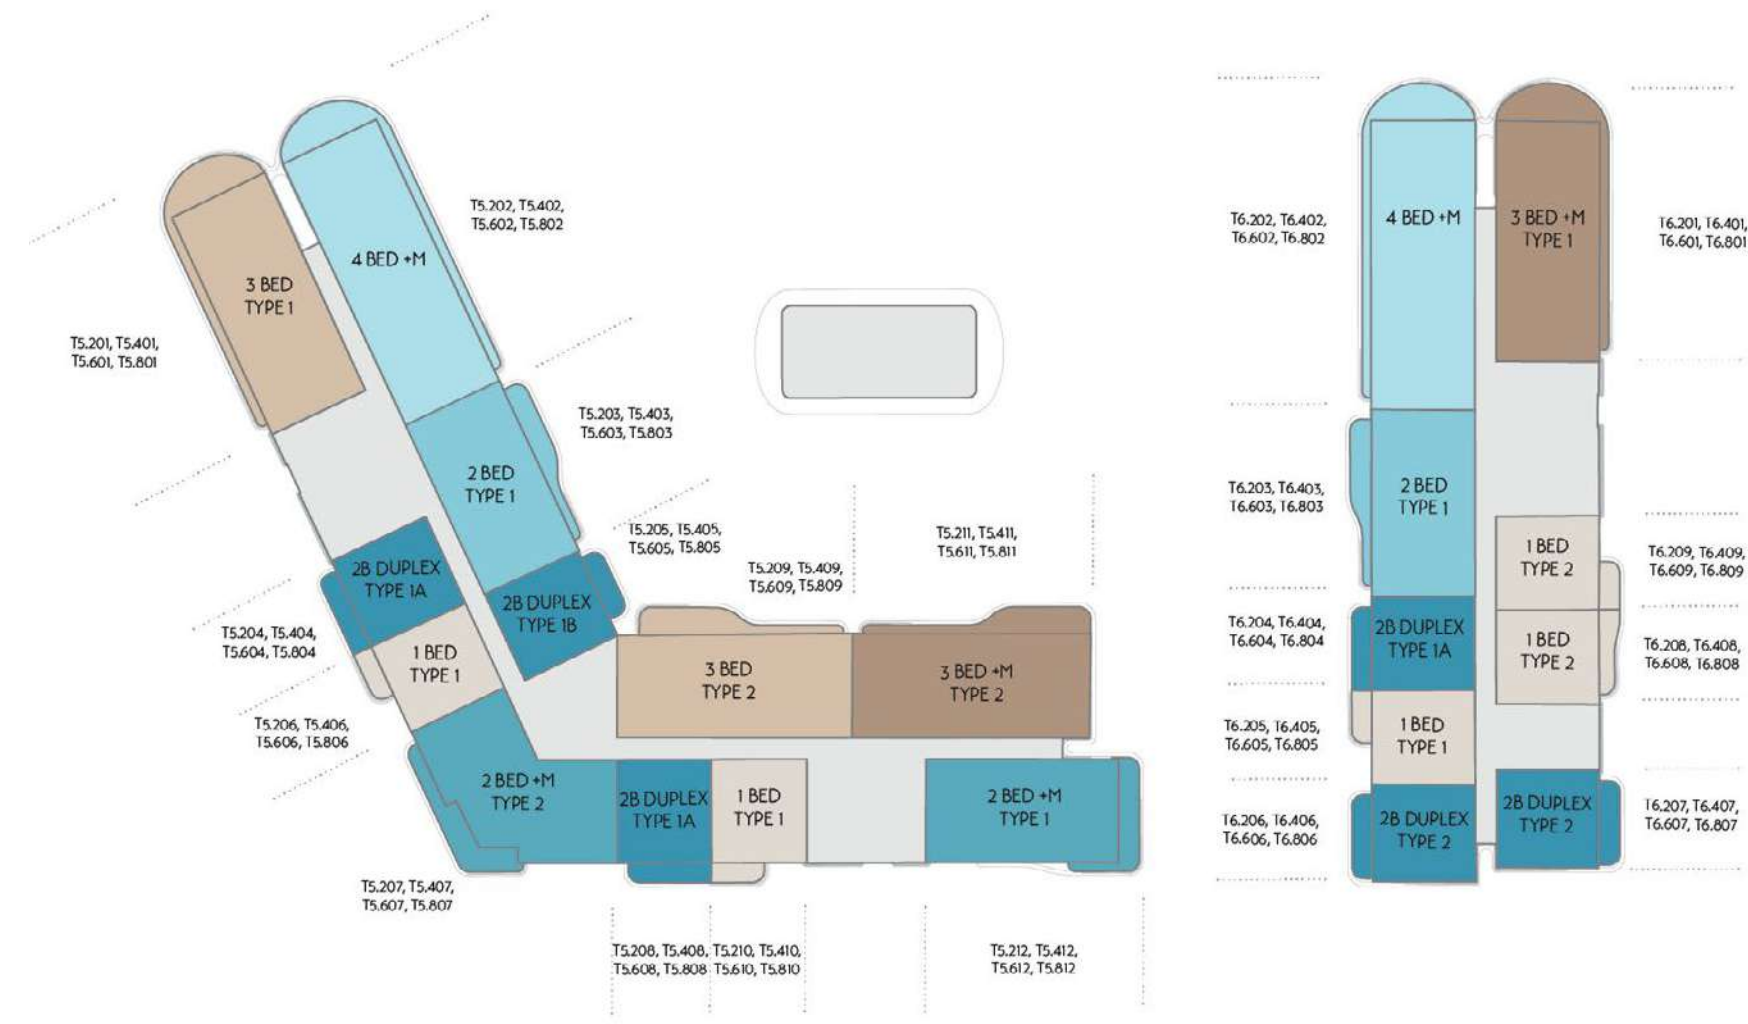 T5.202, T5.402,
T5.602, T5.802
4 BED +M
3 BED
TYPE 1
T5.201, T5.401,
T5.601, T5.801
T5.203, T5.403,
T5.603, T5.803
2 BED
TYPE 1
T5.205, T5.405,
T5.605, T5.805
2B DUPLEX
TYPE 1A
2B DUPLEX
TYPE 1B
T5.209, T5.409,
T5.609, T5.809
T5.211, T5.411,
T5.611, T5.811
T5.204, T5.404,
T5.604, T5.804
1 BED
TYPE 1
3 BED
TYPE 2
3 BED +M
TYPE 2
T5.206, T5.406,
T5.606, T5.806
2 BED +M
TYPE 2
2B DUPLEX
TYPE 1A
1 BED
TYPE 1
2 BED +M
TYPE 1
T5.207, T5.407,
T5.607, T5.807
T5.208, T5.408,
T5.608, T5.808
T5.210, T5.410,
T5.610, T5.810
T5.212, T5.412,
T5.612, T5.812
T6.202, T6.402,
T6.602, T6.802
4 BED +M
3 BED +M
TYPE 1
T6.201, T6.401,
T6.601, T6.801
T6.203, T6.403,
T6.603, T6.803
2 BED
TYPE 1
1 BED
TYPE 2
T6.209, T6.409,
T6.609, T6.809
T6.204, T6.404,
T6.604, T6.804
2B DUPLEX
TYPE 1A
1 BED
TYPE 2
T6.208, T6.408,
T6.608, T6.808
T6.205, T6.405,
T6.605, T6.805
1 BED
TYPE 1
T6.206, T6.406,
T6.606, T6.806
2B DUPLEX
TYPE 2
2B DUPLEX
TYPE 2
T6.207, T6.407,
T6.607, T6.807